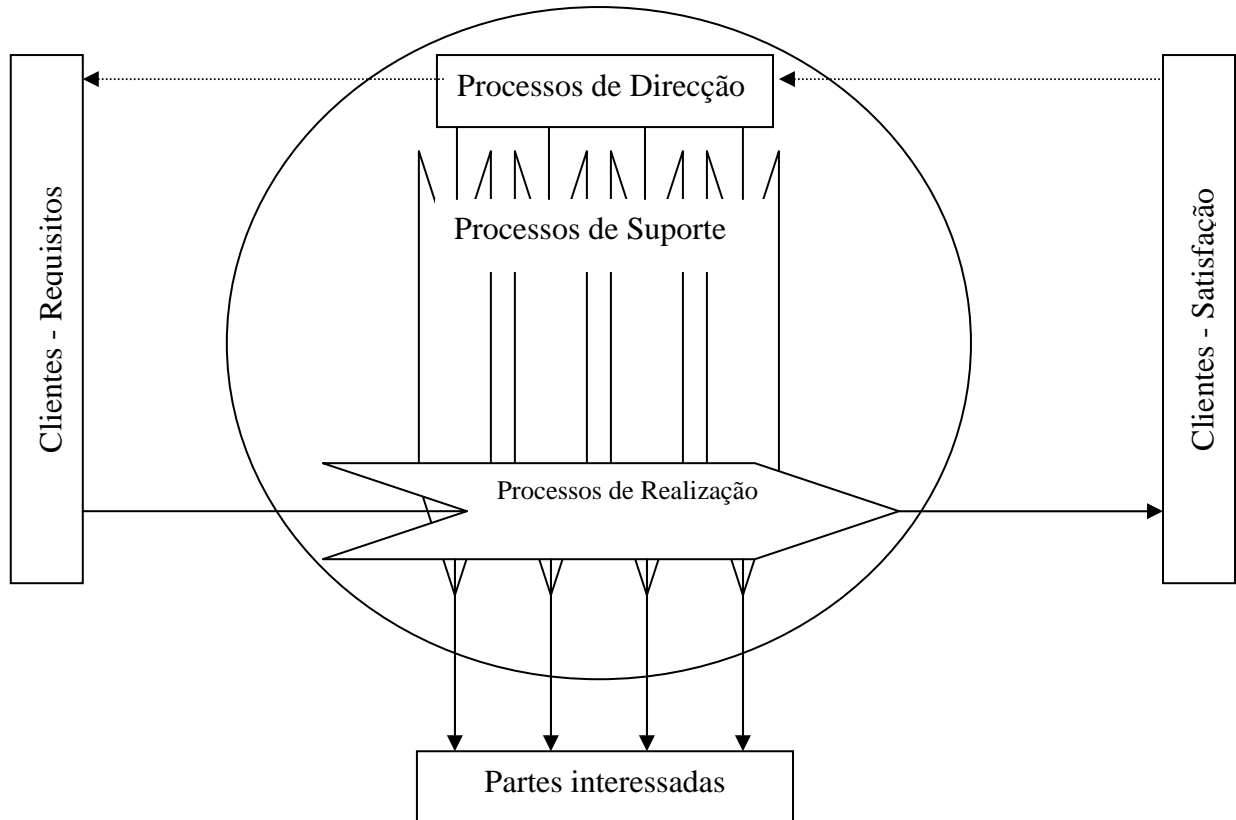 Processos de Direcção
Clientes - Requisitos
Processos de Suporte
Clientes - Satisfação
Processos de Realização
Partes interessadas